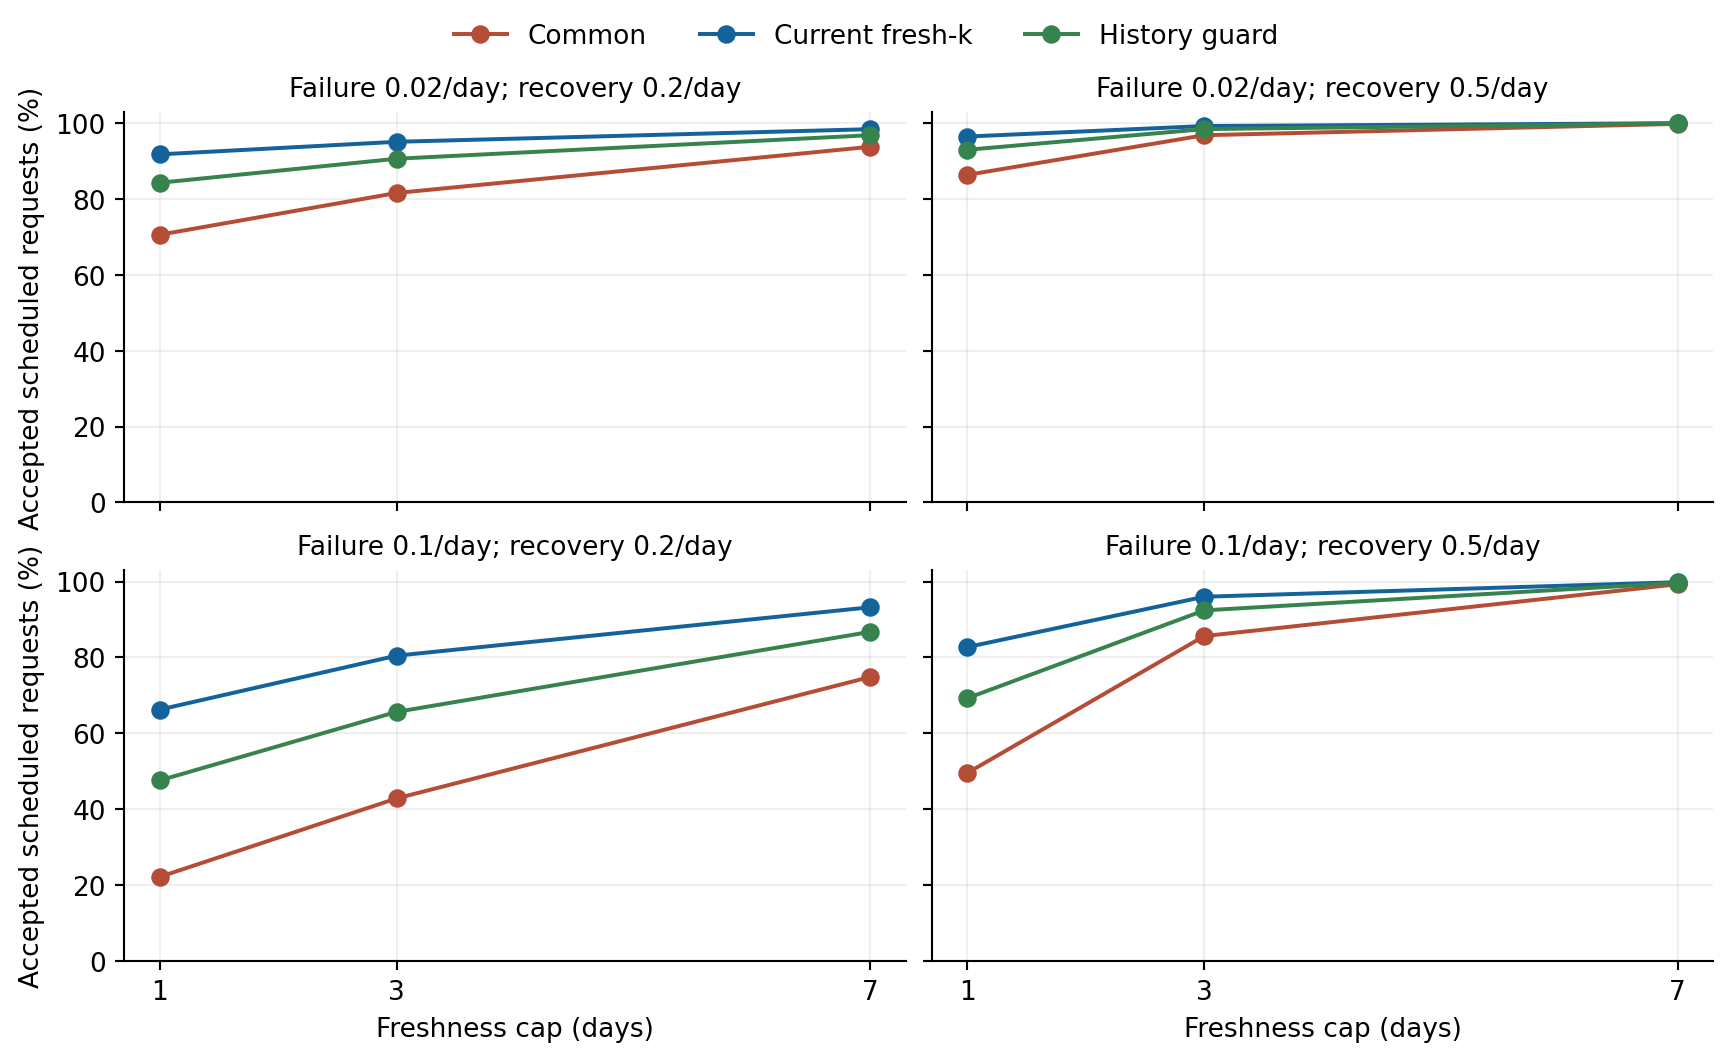 Common
Current fresh-k
History guard
Failure 0.02/day; recovery 0.2/day
Failure 0.02/day; recovery 0.5/day
Accepted scheduled requests (%)
100
80
60
40
20
0
Failure 0.1/day; recovery 0.2/day
Failure 0.1/day; recovery 0.5/day
Accepted scheduled requests (%)
100
80
60
40
20
0
1
3
7
1
3
7
Freshness cap (days)
Freshness cap (days)